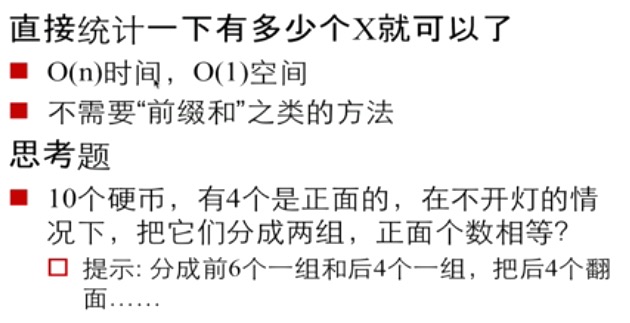 直接统计一下有多少个X就可以了
O(n)时间，O(1)空间
不需要“前缀和”之类的方法
思考题
10个硬币，有4个是正面的，在不开灯的情
况下，把它们分成两组，正面个数相等?
提示: 分成前6个一组和后4个一组，把后4个翻
面……